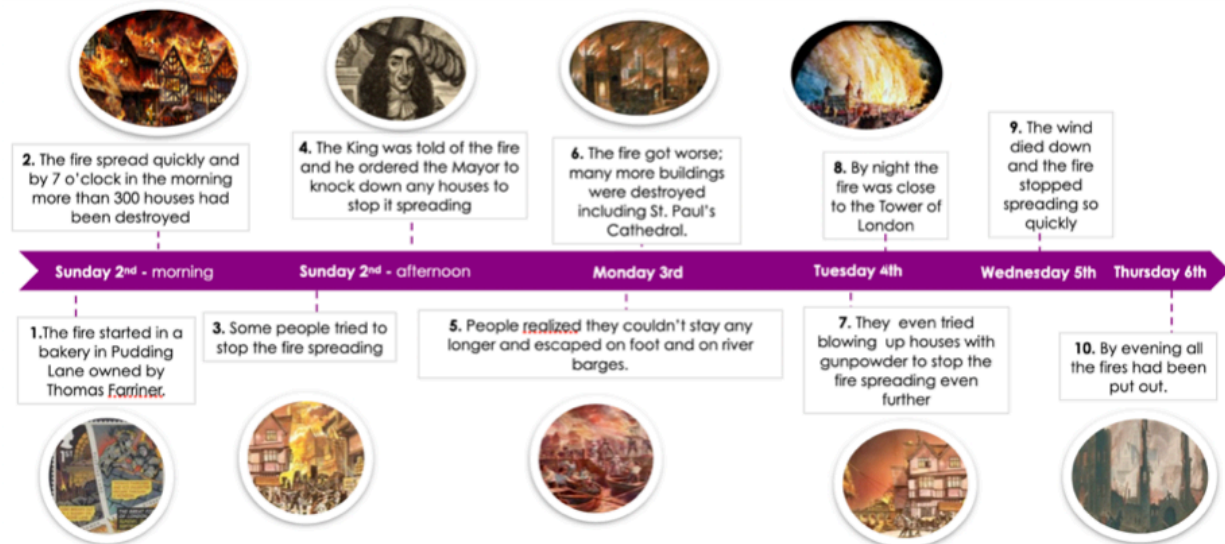 2. The fire spread quickly and
by 7 o'clock in the morning
more than 300 houses had
been destroyed
4. The King was told of the fire
and he ordered the Mayor to
knock down any houses to
stop it spreading
6. The fire got worse;
many more buildings
were destroyed
including St. Paul's
Cathedral.
8. By night the
fire was close
to the Tower of
London
9. The wind
died down
and the fire
stopped
spreading so
quickly
Sunday 2nd - morning
Sunday 2nd - afternoon
Monday 3rd
Tuesday 4th
Wednesday 5th
Thursday 6th
1.The fire started in a
bakery in Pudding
Lane owned by
Thomas Farriner.
3. Some people tried to
stop the fire spreading
5. People realized they couldn't stay any
longer and escaped on foot and on river
barges.
7. They even tried
blowing up houses with
gunpowder to stop the
fire spreading even
further
10. By evening all
the fires had been
put out.